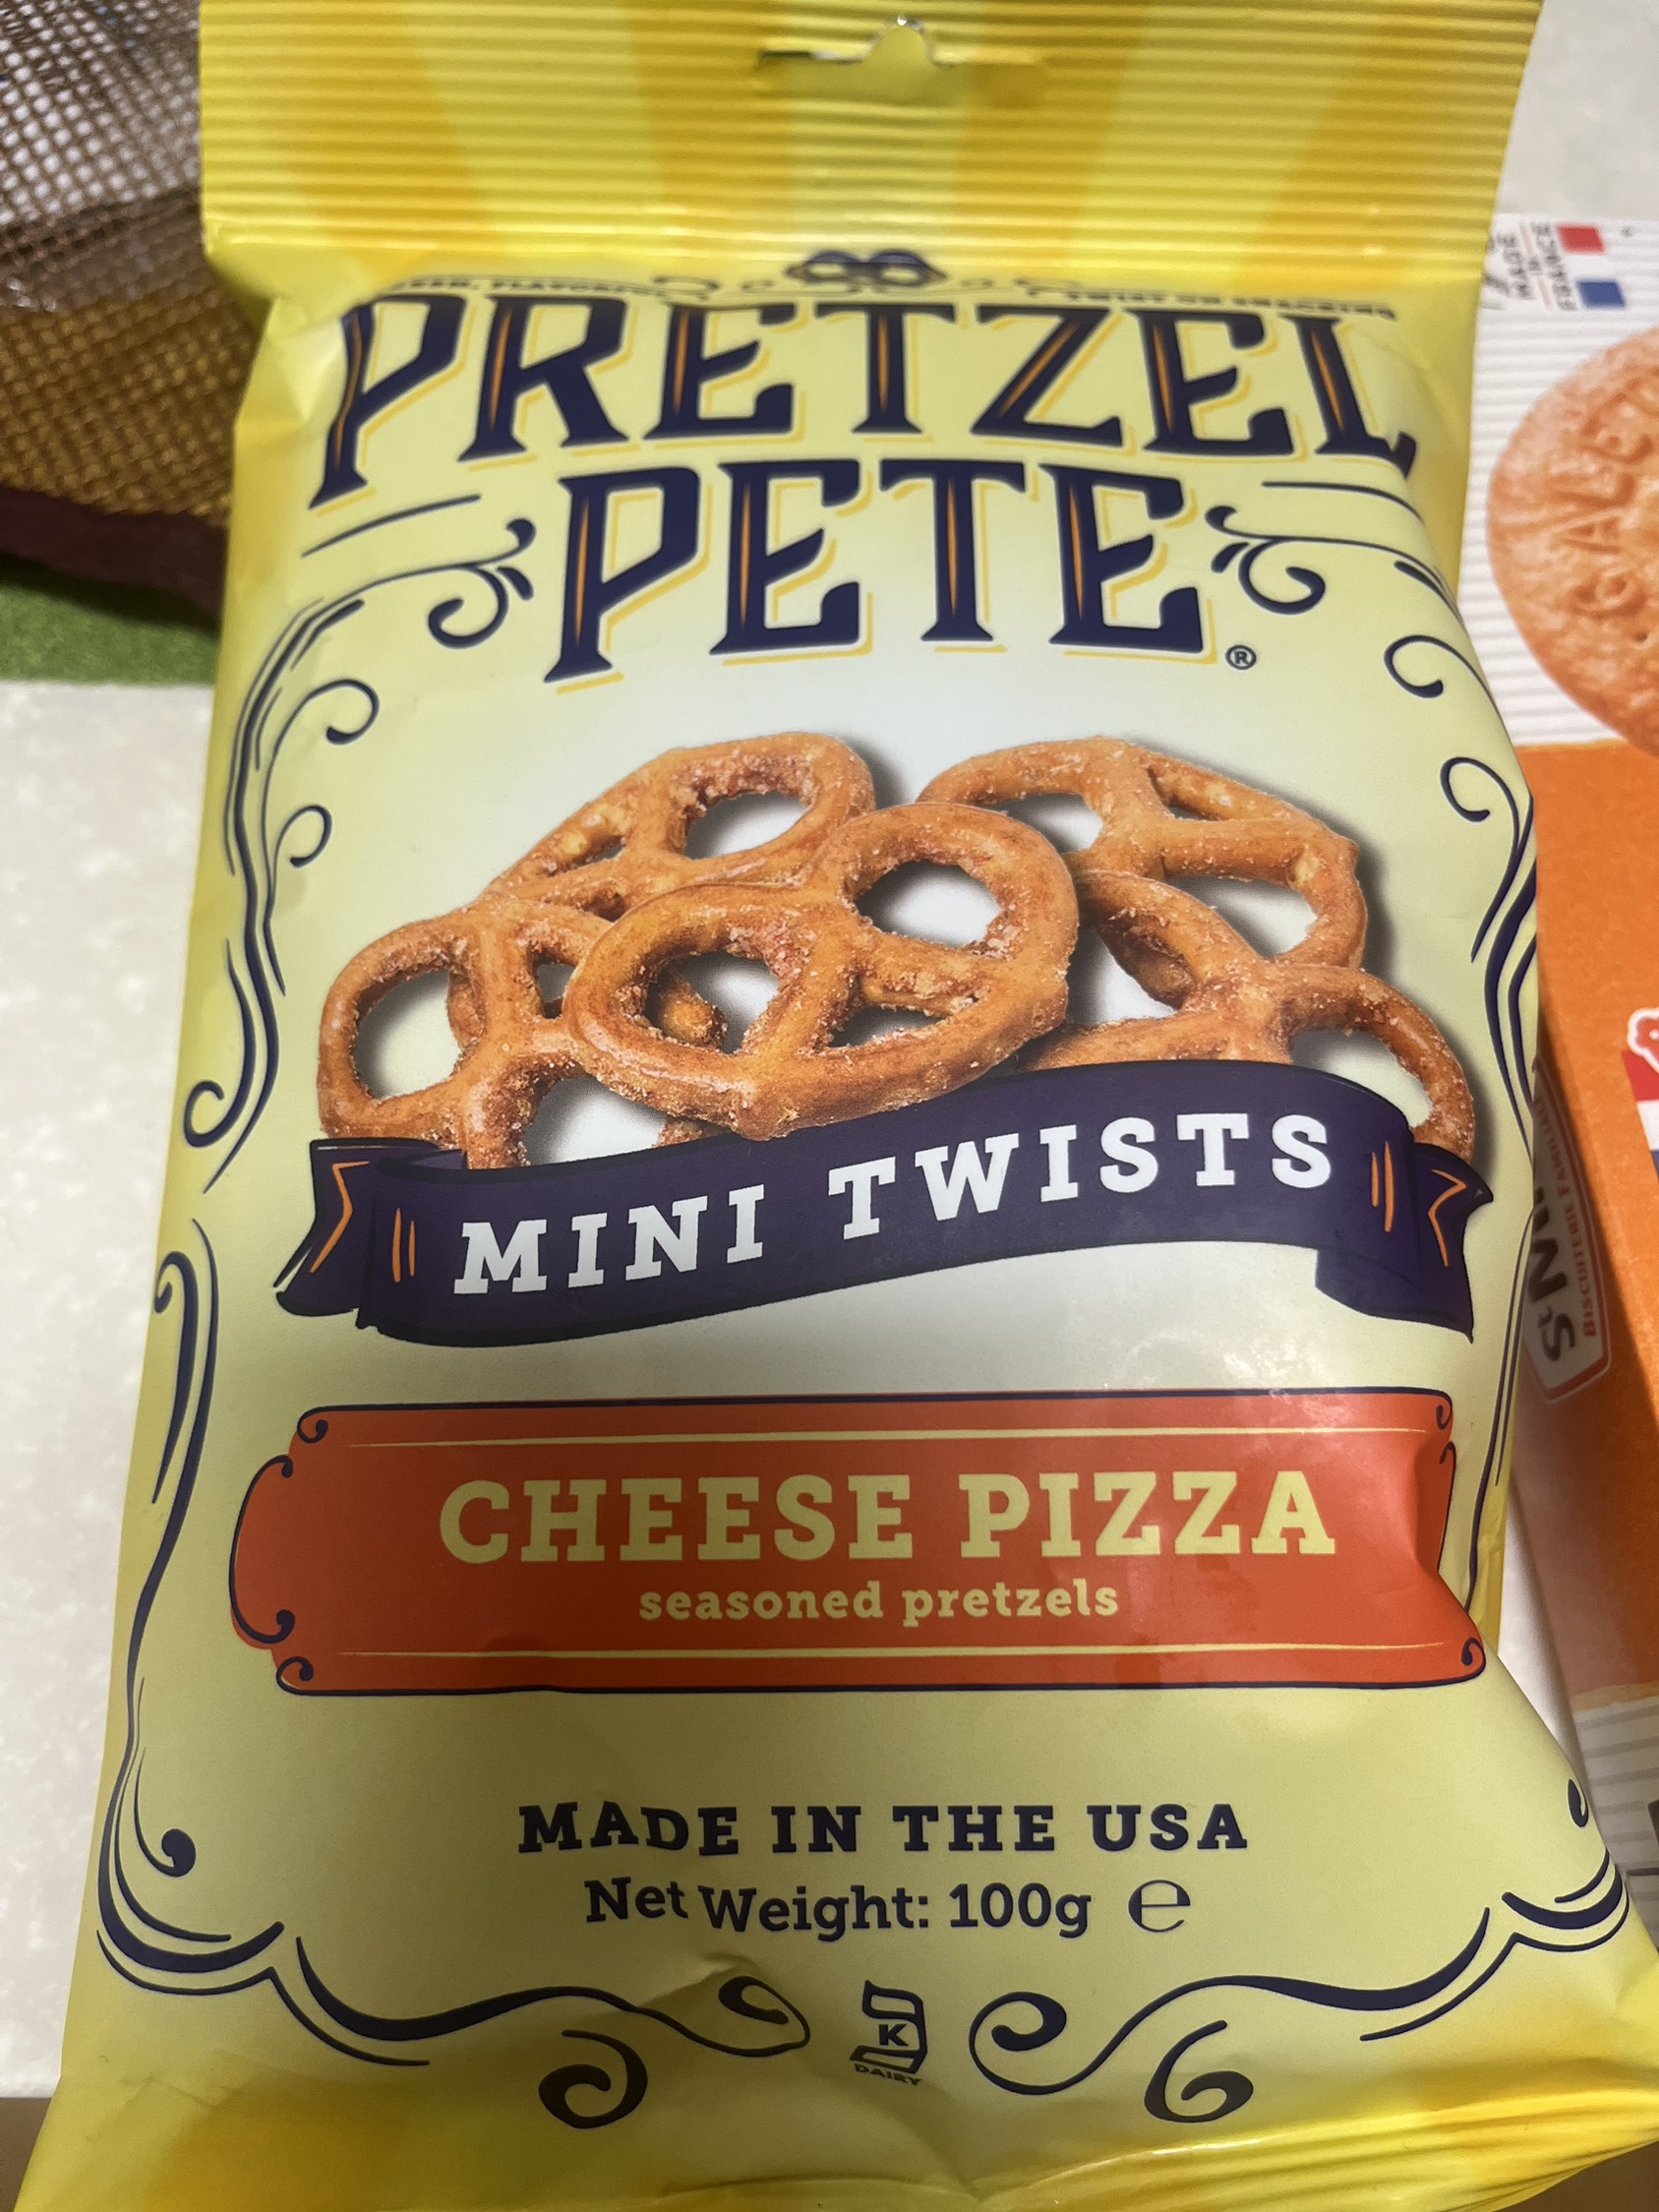 PRETZEL
PETE®
MINI TWISTS
CHEESE PIZZA
seasoned pretzels
MADE IN THE USA
Net Weight: 100g ℮
K
DAIRY
MADE
IN
FRANCE